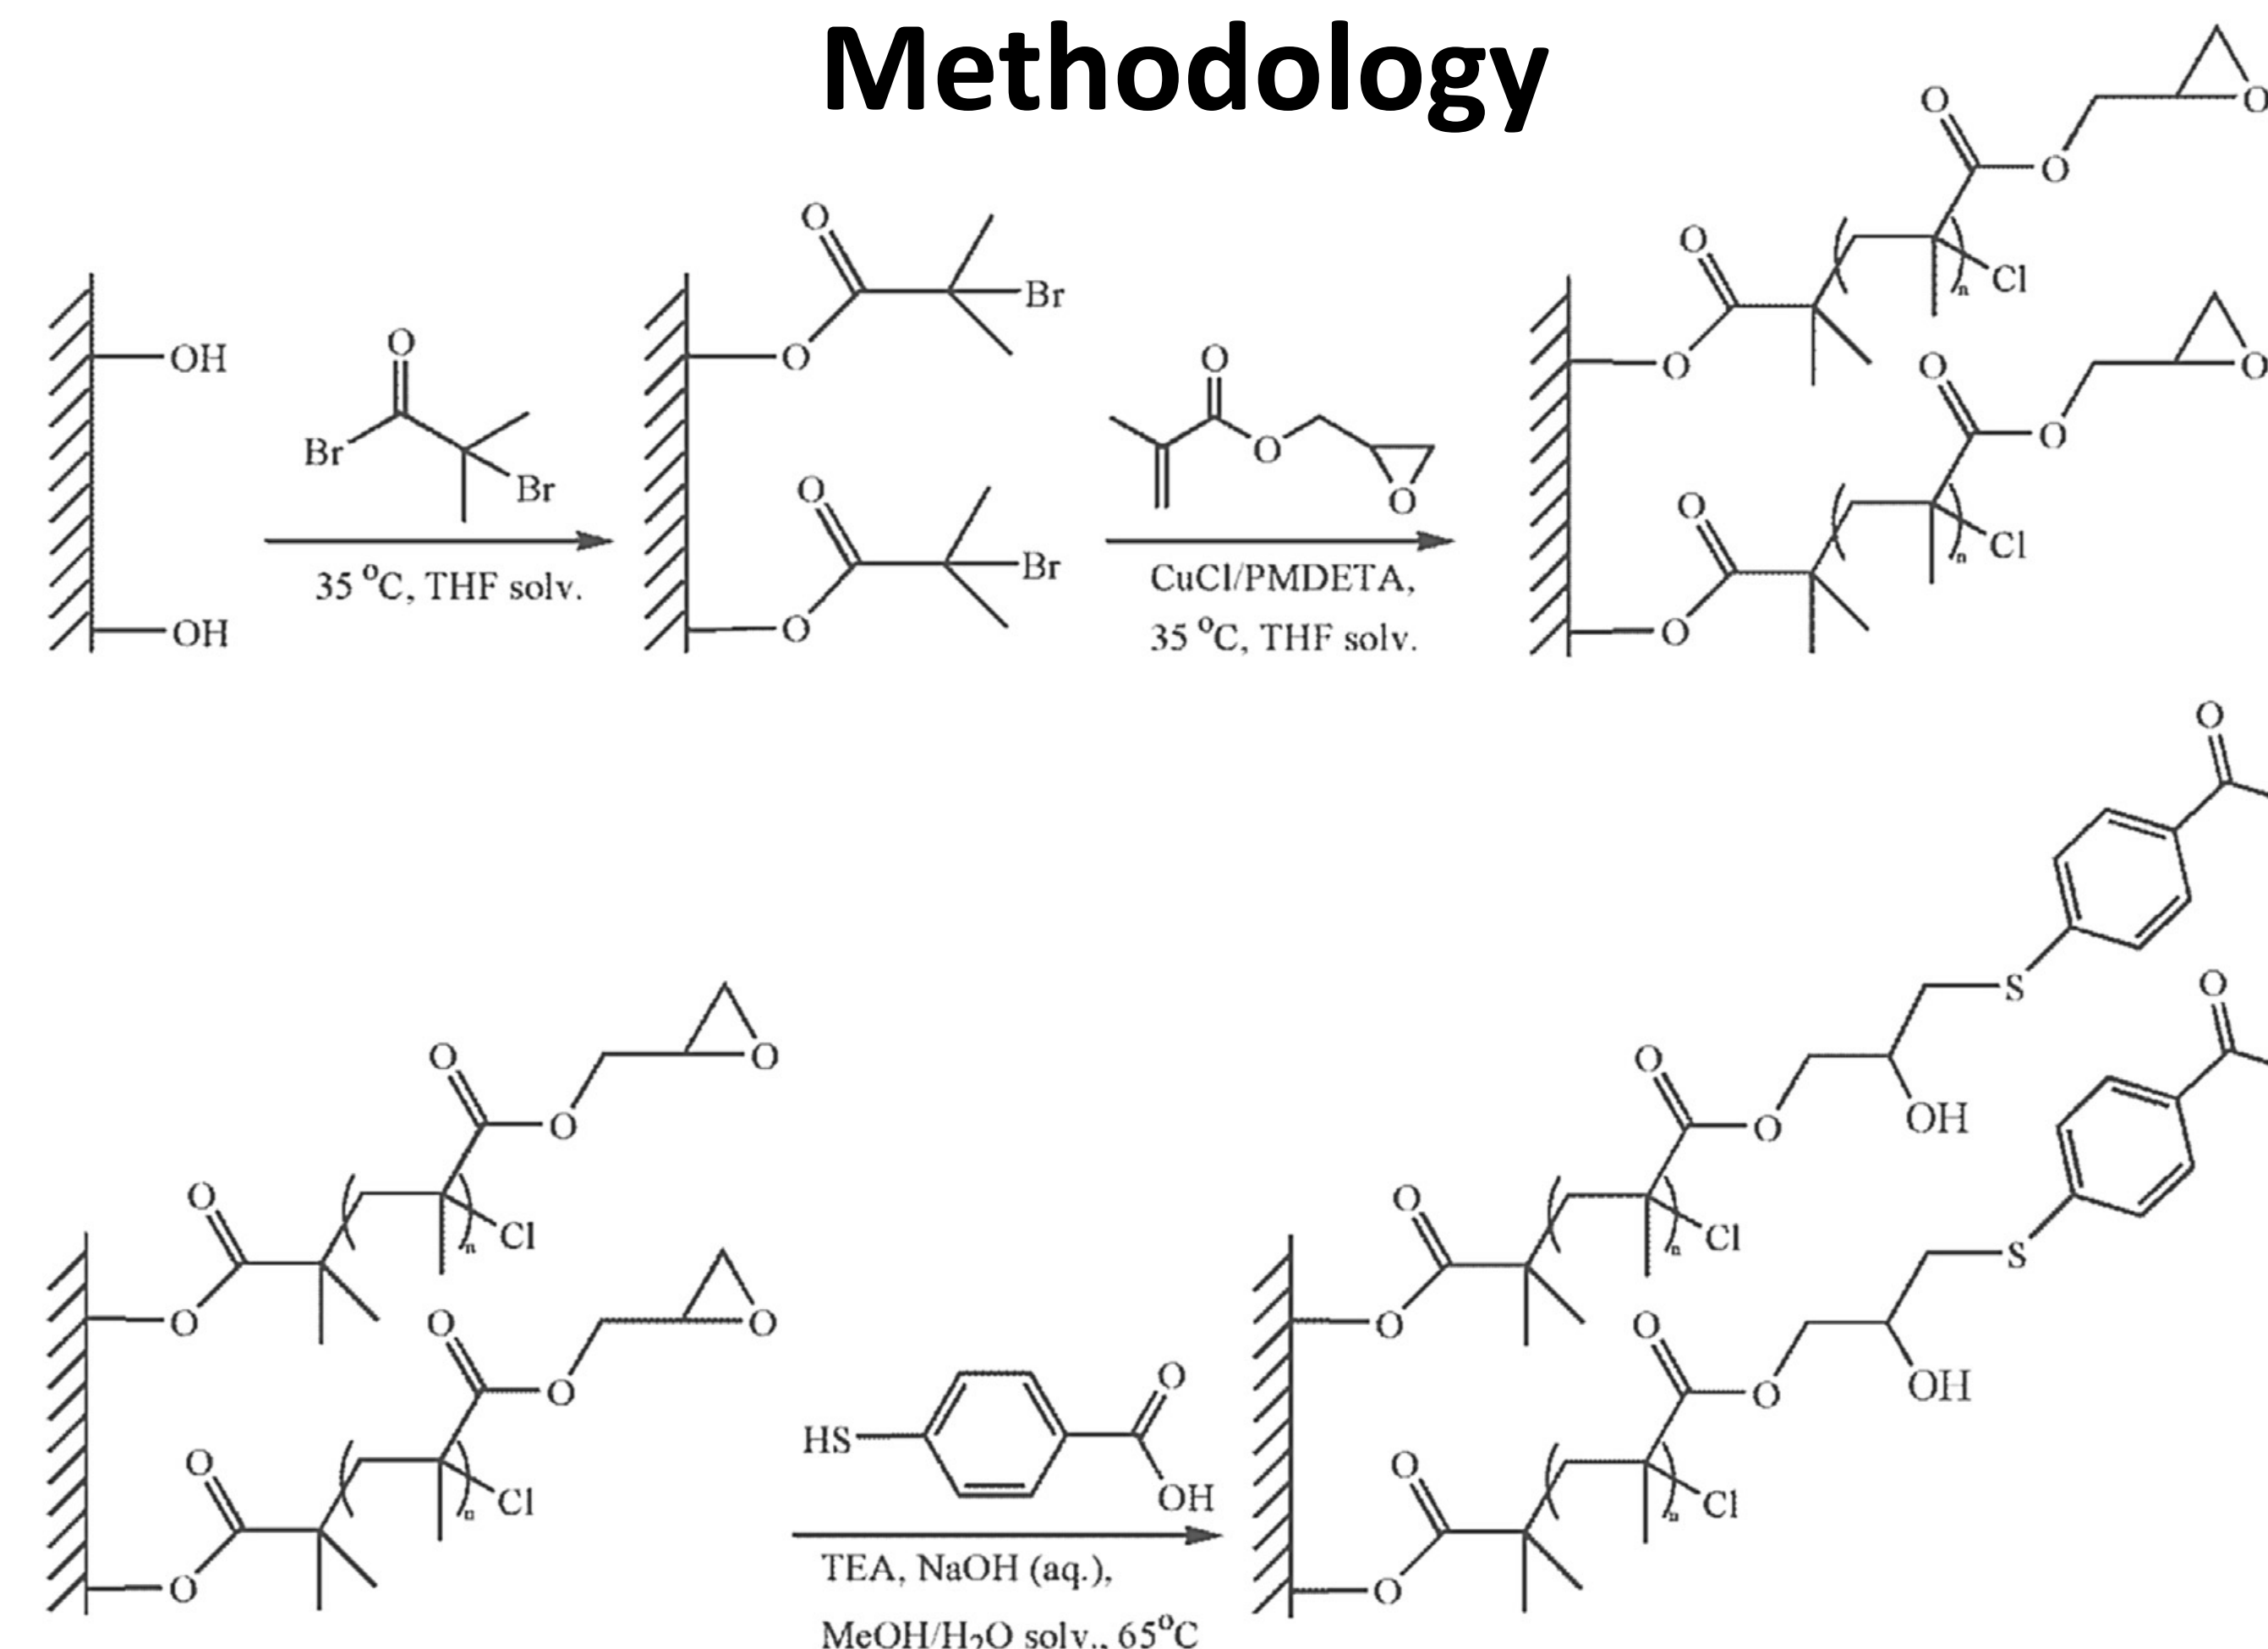 Methodology
OH
OH
O
Br
Br
35 °C, THF solv.
O
Br
O
O
Br
O
O
O
O
CuCl/PMDETA,
35 °C, THF solv.
O
O
O
O
Cl
n
O
O
O
O
O
Cl
n
O
O
O
O
O
Cl
n
O
O
O
O
O
Cl
n
O
HS
O
OH
TEA, NaOH (aq.),
MeOH/H₂O solv., 65°C
O
S
O
O
OH
O
Cl
n
O
O
S
O
O
OH
O
Cl
n
O